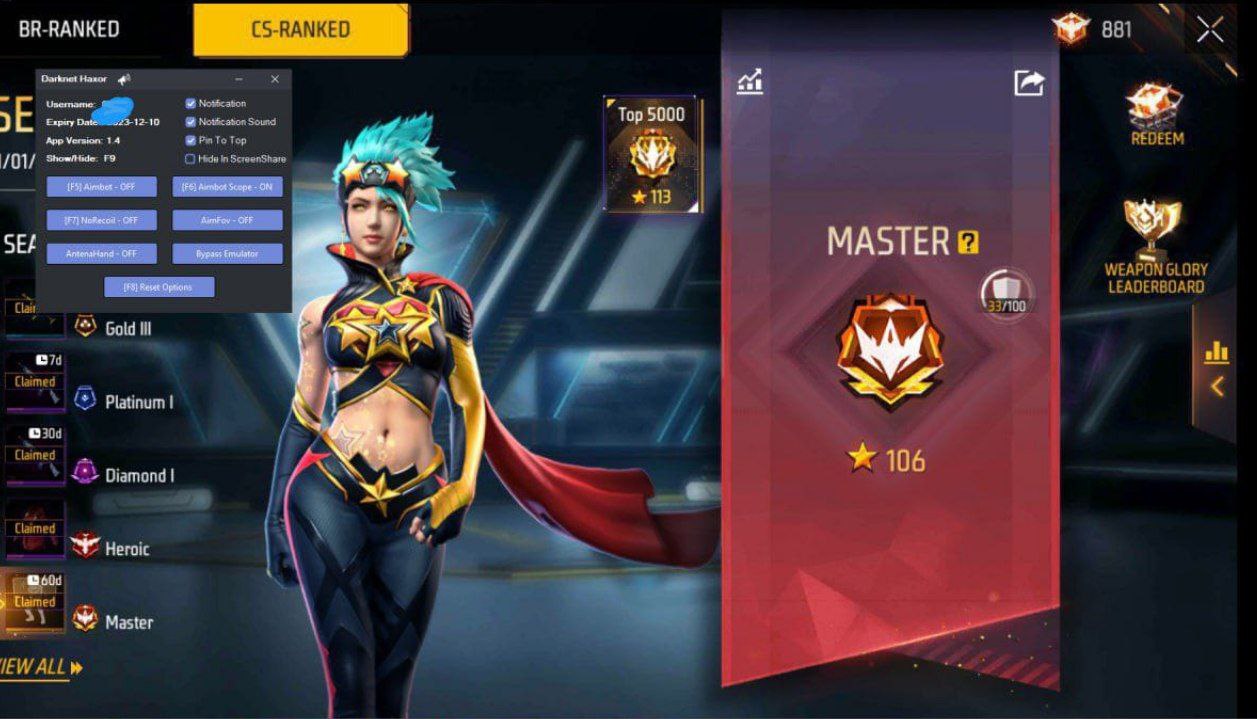 BR-RANKED
CS-RANKED
881
Darknet Haxor
Username:
Expiry Date: 23-12-10
App Version: 1.4
Show/Hide: F9
Notification
Notification Sound
Pin To Top
Hide In ScreenShare
[F5] Aimbot - OFF
[F6] Aimbot Scope - ON
[F7] NoRecoil - OFF
AimFov - OFF
AntenaHand - OFF
Bypass Emulator
[F8] Reset Options
SE
1/01/
SEA
Clai
Gold III
7d
Claimed
Platinum I
30d
Claimed
Diamond I
Claimed
Heroic
60d
Claimed
Master
VIEW ALL
Top 5000
113
MASTER ?
33/100
106
REDEEM
WEAPON GLORY
LEADERBOARD